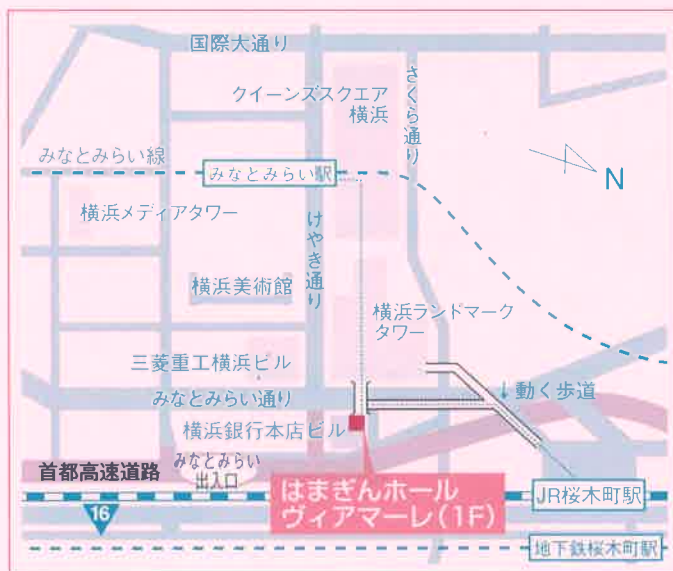 国際大通り
クイーンズスクエア
横浜
さくら通り
みなとみらい線
みなとみらい駅
N
横浜メディアタワー
けやき通り
横浜美術館
横浜ランドマーク
タワー
三菱重工横浜ビル
みなとみらい通り
↓動く歩道
横浜銀行本店ビル
首都高速道路
みなとみらい
出入口
はまぎんホール
ヴィアマーレ(1F)
JR桜木町駅
16
地下鉄桜木町駅